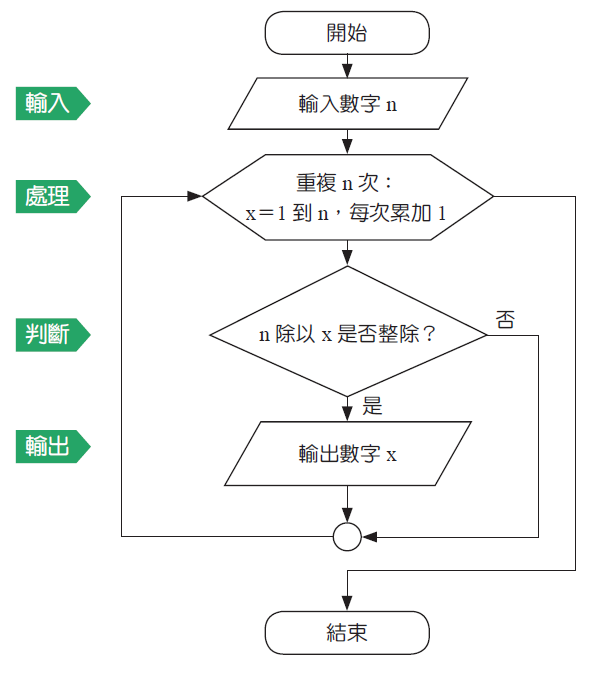 開始
輸入
輸入數字 n
處理
重複 n 次：
x＝1 到 n，每次累加 1
判斷
n 除以 x 是否整除？
否
是
輸出
輸出數字 x
結束